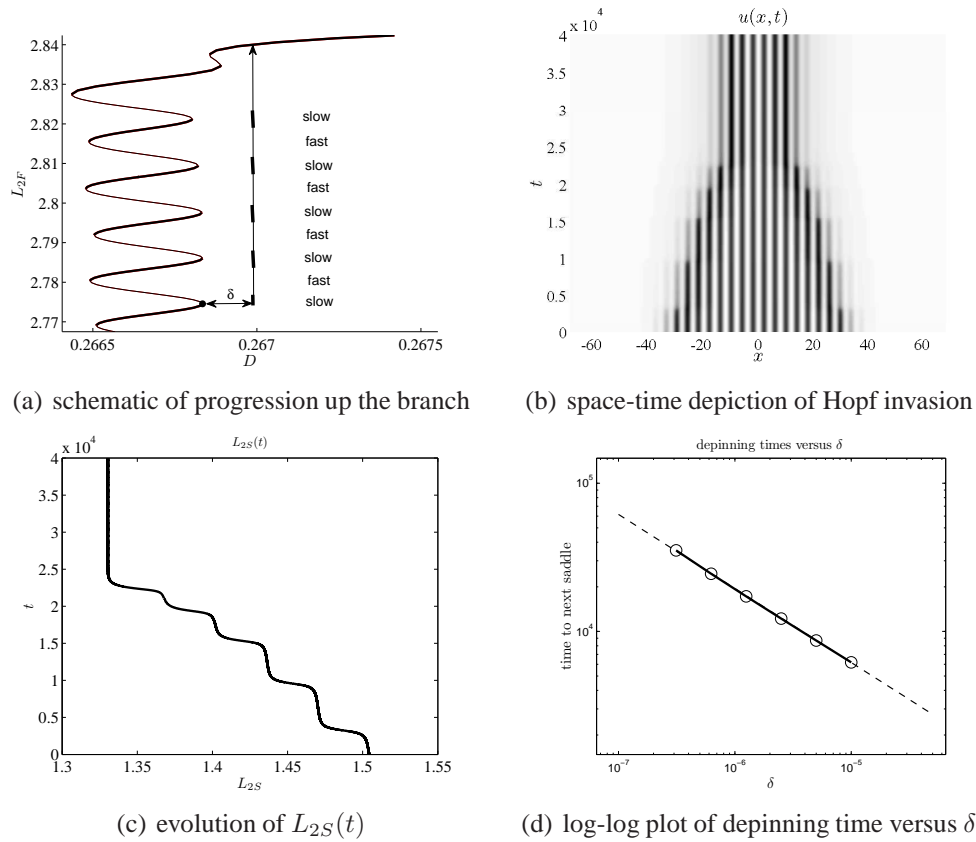 2.84
2.83
2.82
2.81
2.8
2.79
2.78
2.77
L2F
slow
fast
slow
fast
slow
fast
slow
fast
slow
δ
0.2665
0.267
0.2675
D
(a) schematic of progression up the branch
u(x,t)
x 10^4
4
3.5
3
2.5
2
1.5
1
0.5
0
t
-60
-40
-20
0
20
40
60
x
(b) space-time depiction of Hopf invasion
L2S(t)
x 10^4
4
3.5
3
2.5
2
1.5
1
0.5
0
t
1.3
1.35
1.4
1.45
1.5
1.55
L2S
(c) evolution of L2S(t)
depinning times versus δ
10^5
10^4
time to next saddle
10^-7
10^-6
10^-5
δ
(d) log-log plot of depinning time versus δ